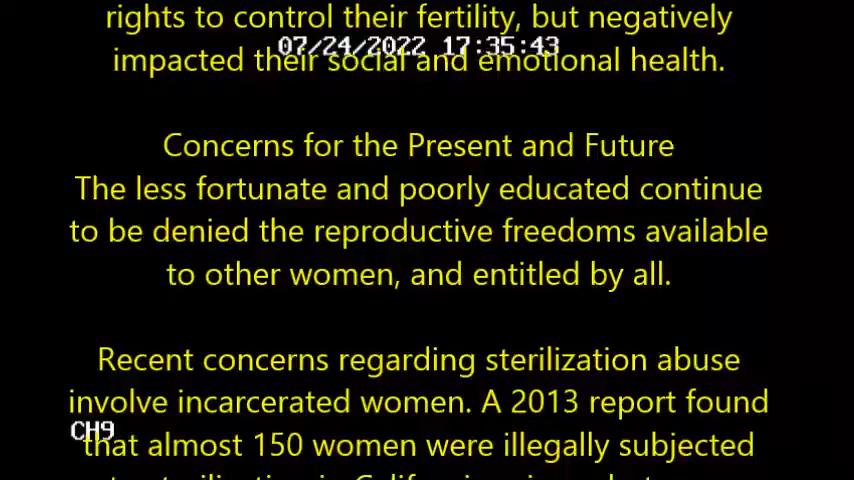 rights to control their fertility, but negatively
07/24/2022 17:35:43
impacted their social and emotional health.
Concerns for the Present and Future
The less fortunate and poorly educated continue
to be denied the reproductive freedoms available
to other women, and entitled by all.
Recent concerns regarding sterilization abuse
involve incarcerated women. A 2013 report found
CH9
that almost 150 women were illegally subjected